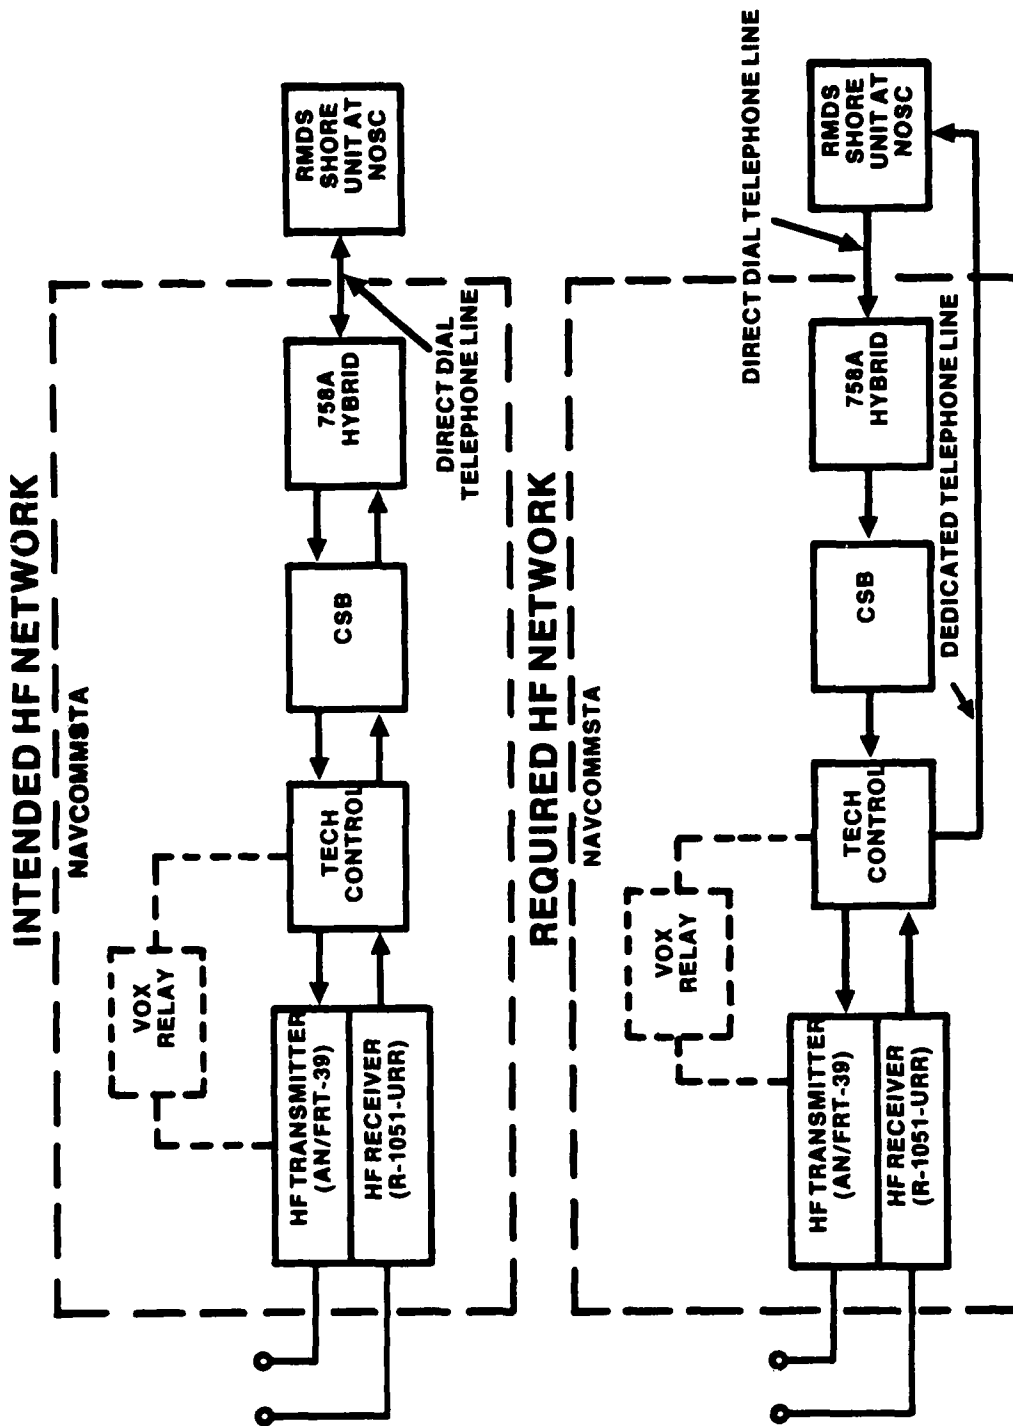 INTENDED HF NETWORK
NAVCOMMSTA
VOX
RELAY
HF TRANSMITTER
(AN/FRT-39)
HF RECEIVER
(R-1051-URR)
TECH
CONTROL
CSB
758A
HYBRID
DIRECT DIAL
TELEPHONE LINE
RMDS
SHORE
UNIT AT
NOSC
REQUIRED HF NETWORK
NAVCOMMSTA
VOX
RELAY
HF TRANSMITTER
(AN/FRT-39)
HF RECEIVER
(R-1051-URR)
TECH
CONTROL
CSB
758A
HYBRID
DEDICATED TELEPHONE LINE
DIRECT DIAL TELEPHONE LINE
RMDS
SHORE
UNIT AT
NOSC